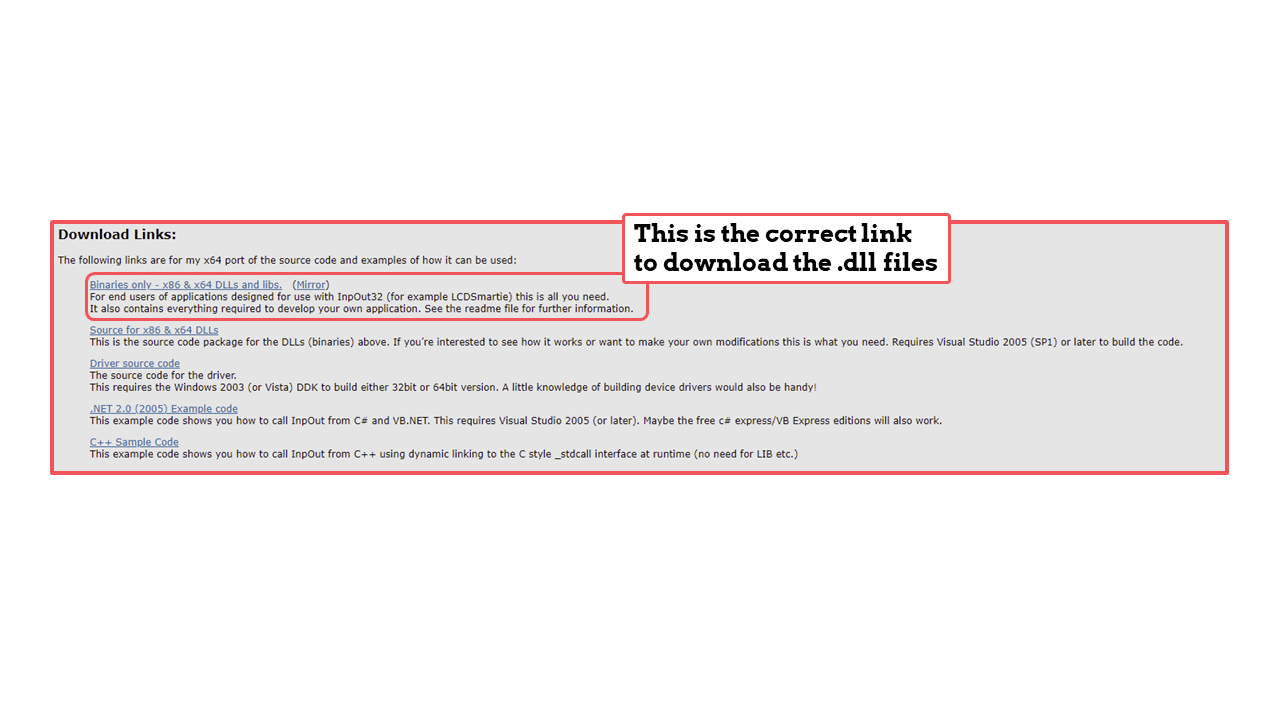 Download Links:
This is the correct link
to download the .dll files
The following links are for my x64 port of the source code and examples of how it can be used:
Binaries only - x86 & x64 DLLs and libs. (Mirror)
For end users of applications designed for use with InpOut32 (for example LCDSmartie) this is all you need.
It also contains everything required to develop your own application. See the readme file for further information.
Source for x86 & x64 DLLs
This is the source code package for the DLLs (binaries) above. If you're interested to see how it works or want to make your own modifications this is what you need. Requires Visual Studio 2005 (SP1) or later to build the code.
Driver source code
The source code for the driver.
This requires the Windows 2003 (or Vista) DDK to build either 32bit or 64bit version. A little knowledge of building device drivers would also be handy!
.NET 2.0 (2005) Example code
This example code shows you how to call InpOut from C# and VB.NET. This requires Visual Studio 2005 (or later). Maybe the free c# express/VB Express editions will also work.
C++ Sample Code
This example code shows you how to call InpOut from C++ using dynamic linking to the C style _stdcall interface at runtime (no need for LIB etc.)